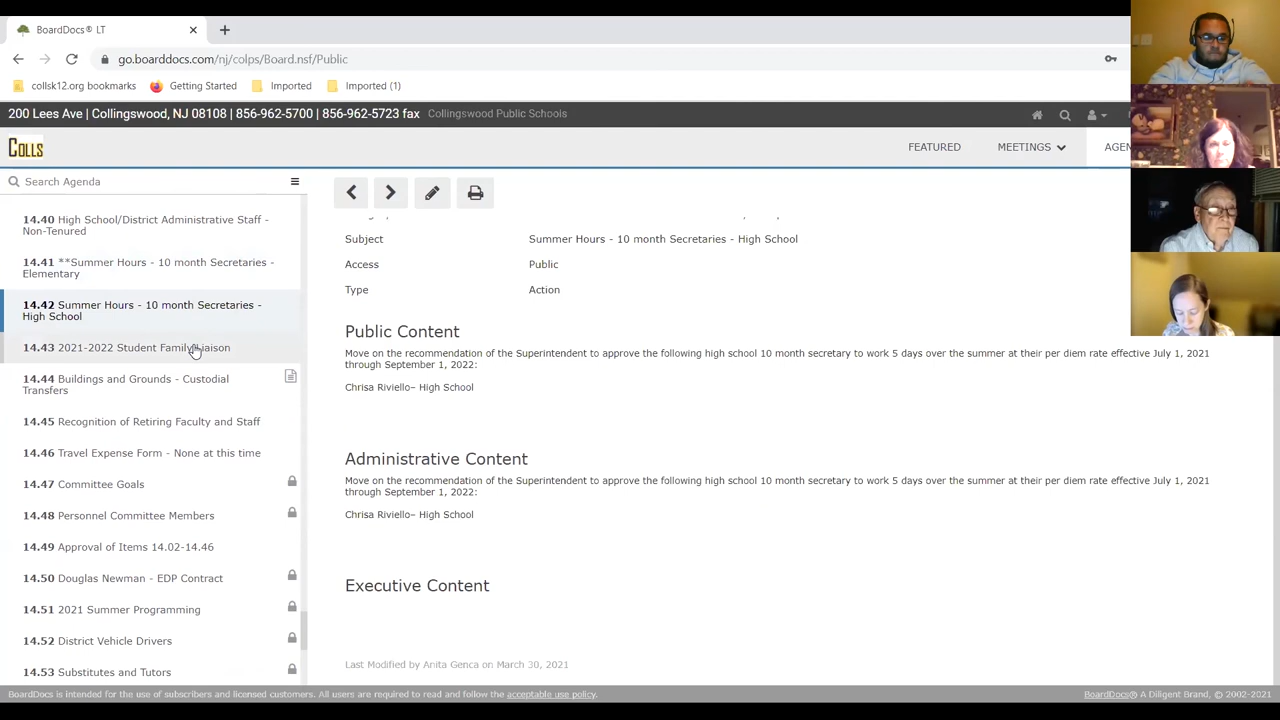 BoardDocs® LT
go.boarddocs.com/nj/colps/Board.nsf/Public
collsk12.org bookmarks
Getting Started
Imported
Imported (1)
200 Lees Ave | Collingswood, NJ 08108 | 856-962-5700 | 856-962-5723 fax Collingswood Public Schools
COLLS
FEATURED
MEETINGS
AGEN
Search Agenda
14.40 High School/District Administrative Staff -
Non-Tenured
14.41 **Summer Hours - 10 month Secretaries -
Elementary
14.42 Summer Hours - 10 month Secretaries -
High School
14.43 2021-2022 Student Family Liaison
14.44 Buildings and Grounds - Custodial
Transfers
14.45 Recognition of Retiring Faculty and Staff
14.46 Travel Expense Form - None at this time
14.47 Committee Goals
14.48 Personnel Committee Members
14.49 Approval of Items 14.02-14.46
14.50 Douglas Newman - EDP Contract
14.51 2021 Summer Programming
14.52 District Vehicle Drivers
14.53 Substitutes and Tutors
Subject Summer Hours - 10 month Secretaries - High School
Access Public
Type Action
Public Content
Move on the recommendation of the Superintendent to approve the following high school 10 month secretary to work 5 days over the summer at their per diem rate effective July 1, 2021
through September 1, 2022:
Chrisa Riviello– High School
Administrative Content
Move on the recommendation of the Superintendent to approve the following high school 10 month secretary to work 5 days over the summer at their per diem rate effective July 1, 2021
through September 1, 2022:
Chrisa Riviello– High School
Executive Content
Last Modified by Anita Genca on March 30, 2021
BoardDocs is intended for the use of subscribers and licensed customers. All users are required to read and follow the acceptable use policy.
BoardDocs® A Diligent Brand, © 2002-2021